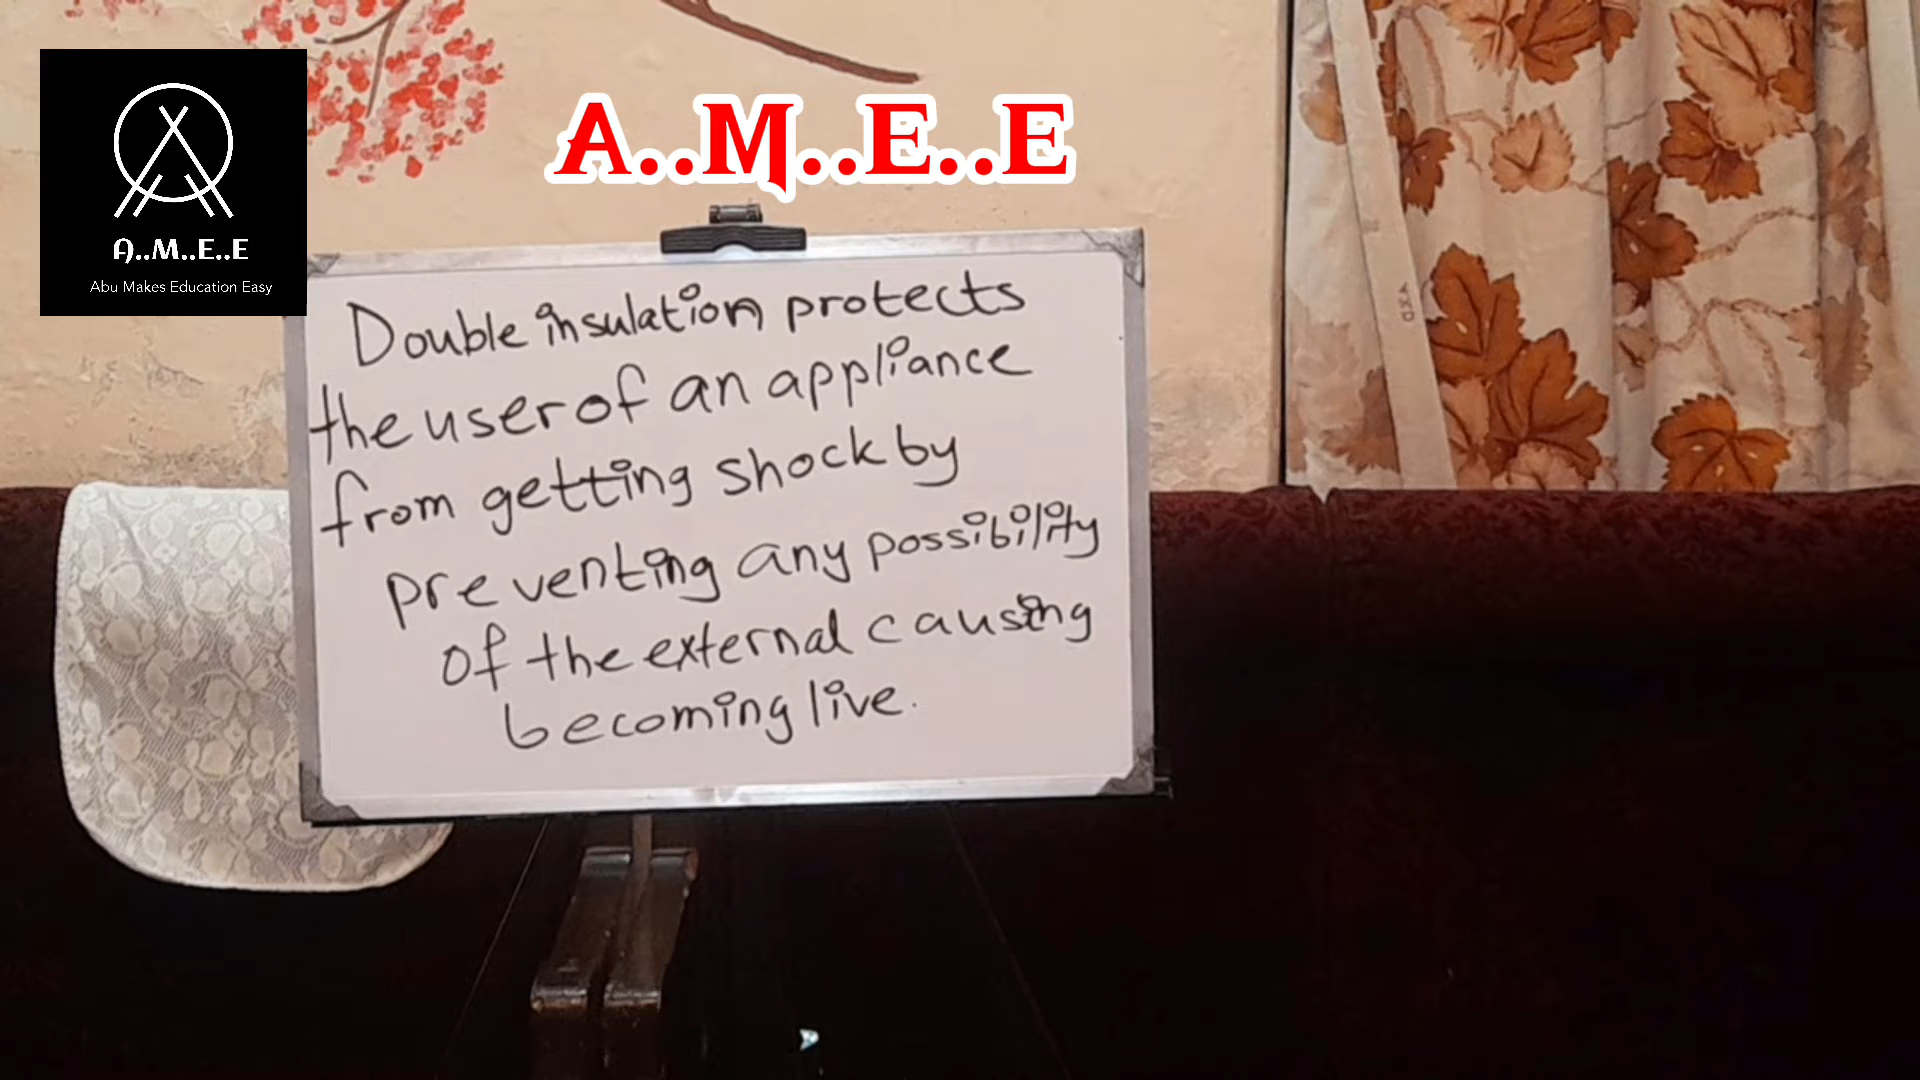 A..M..E..E
A..M..E..E
Abu Makes Education Easy
Double insulation protects
the user of an appliance
from getting shock by
preventing any possibility
of the external causing
becoming live.